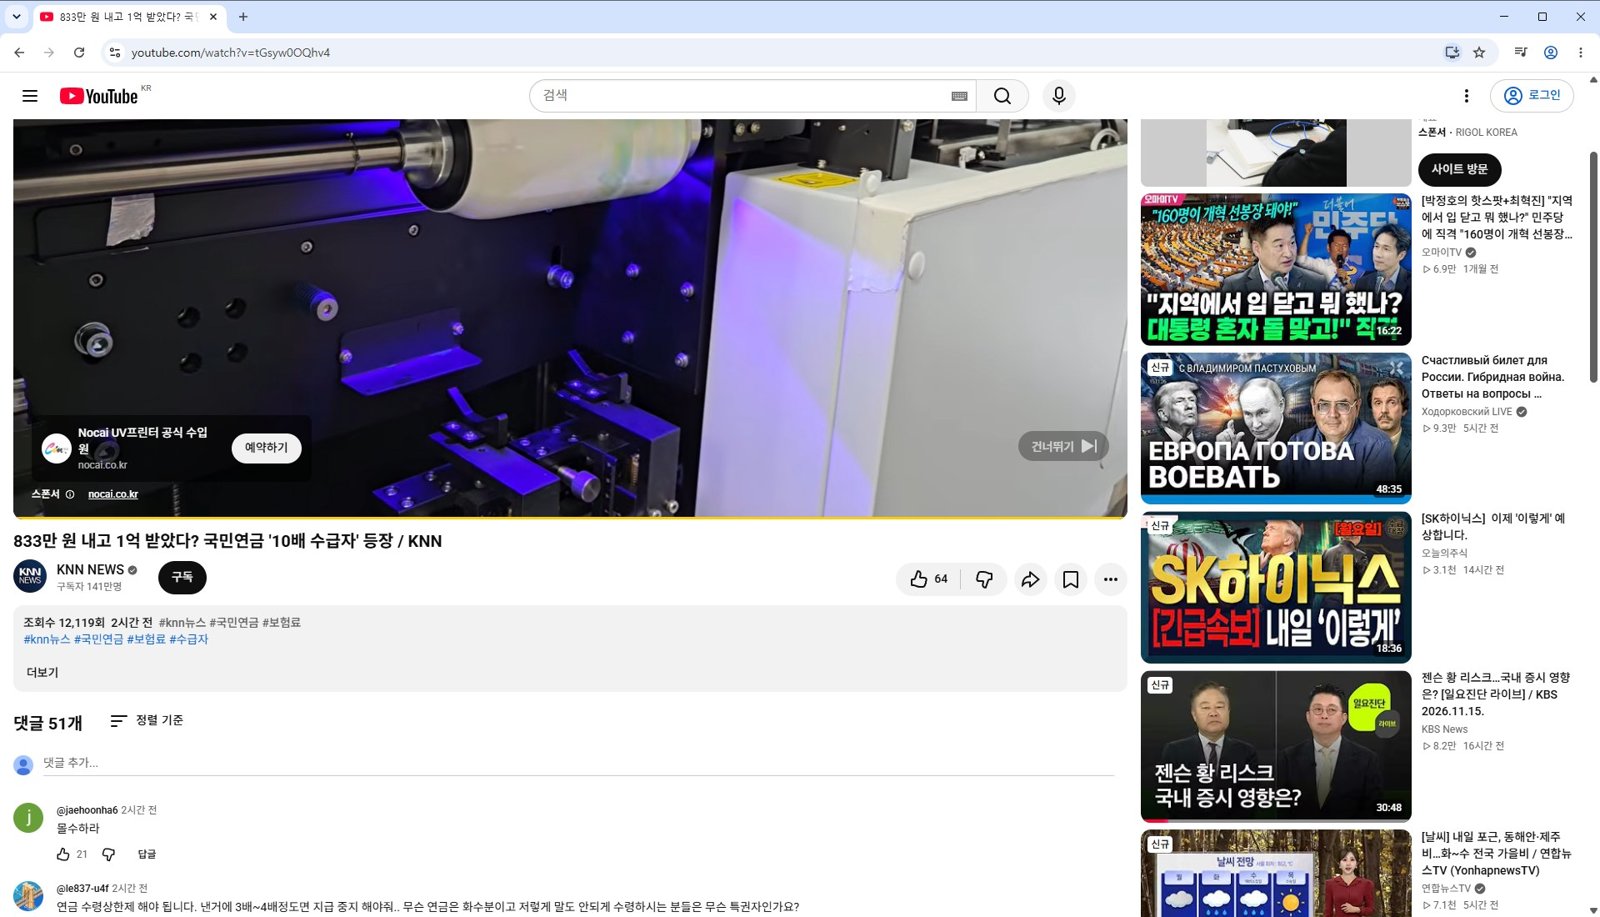 833만 원 내고 1억 받았다? 국
youtube.com/watch?v=tGsyw0OQhv4
YouTube KR
검색
로그인
Nocai UV프린터 공식 수입
원
nocai.co.kr
예약하기
건너뛰기
스폰서
nocai.co.kr
833만 원 내고 1억 받았다? 국민연금 '10배 수급자' 등장 / KNN
KNN NEWS
KNN NEWS
구독자 141만명
구독
64
조회수 12,119회 2시간 전 #knn뉴스 #국민연금 #보험료
#knn뉴스 #국민연금 #보험료 #수급자
더보기
댓글 51개
정렬 기준
댓글 추가...
j
@jaehoonha6 2시간 전
몰수하라
21
답글
@le837-u4f 2시간 전
연금 수령상한제 해야 됩니다. 낸거에 3배~4배정도면 지급 중지 해야줘.. 무슨 연금은 화수분이고 저렇게 말도 안되게 수령하시는 분들은 무슨 특권자인가요?
스폰서 · RIGOL KOREA
사이트 방문
오마이TV
"160명이 개혁 선봉장 돼야!"
더불어
민주당
"지역에서 입 닫고 뭐 했나?
대통령 혼자 돌 맞고!" 직격
16:22
[박정호의 핫스팟+최혁진] "지역
에서 입 닫고 뭐 했나?" 민주당
에 직격 "160명이 개혁 선봉장...
오마이TV
6.9만 1개월 전
신규
С ВЛАДИМИРОМ ПАСТУХОВЫМ
ЕВРОПА ГОТОВА
ВОЕВАТЬ
48:35
Счастливый билет для
России. Гибридная война.
Ответы на вопросы ...
Ходорковский LIVE
9.3만 5시간 전
신규
[월요일]
SK하이닉스
[긴급속보] 내일 '이렇게'
18:36
[SK하이닉스] 이제 '이렇게' 예
상합니다.
오늘의주식
3.1천 14시간 전
신규
일요진단
라이브
젠슨 황 리스크
국내 증시 영향은?
30:48
젠슨 황 리스크...국내 증시 영향
은? [일요진단 라이브] / KBS
2026.11.15.
KBS News
8.2만 16시간 전
신규
날씨 전망
월 화 수 목
[날씨] 내일 포근, 동해안·제주
비...화~수 전국 가을비 / 연합뉴
스TV (YonhapnewsTV)
연합뉴스TV
7.1천 5시간 전